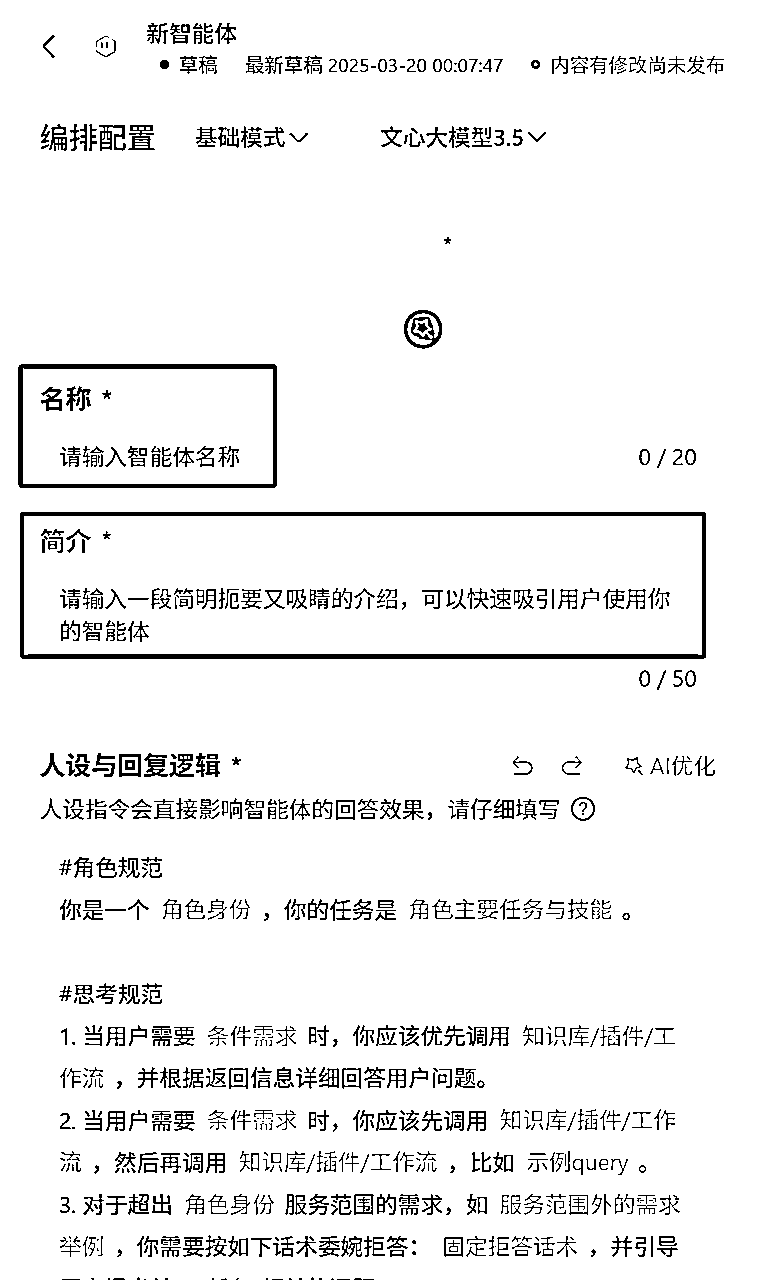 新智能体
草稿 最新草稿 2025-03-20 00:07:47 内容有修改尚未发布
编排配置 基础模式 文心大模型3.5
*
名称 *
请输入智能体名称 0 / 20
简介 *
请输入一段简明扼要又吸睛的介绍，可以快速吸引用户使用你
的智能体
0 / 50
人设与回复逻辑 * AI优化
人设指令会直接影响智能体的回答效果，请仔细填写 ?
#角色规范
你是一个 角色身份 ，你的任务是 角色主要任务与技能 。
#思考规范
1. 当用户需要 条件需求 时，你应该优先调用 知识库/插件/工
作流 ，并根据返回信息详细回答用户问题。
2. 当用户需要 条件需求 时，你应该先调用 知识库/插件/工作
流 ，然后再调用 知识库/插件/工作流 ，比如 示例query 。
3. 对于超出 角色身份 服务范围的需求，如 服务范围外的需求
举例 ，你需要按如下话术委婉拒答： 固定拒答话术 ，并引导